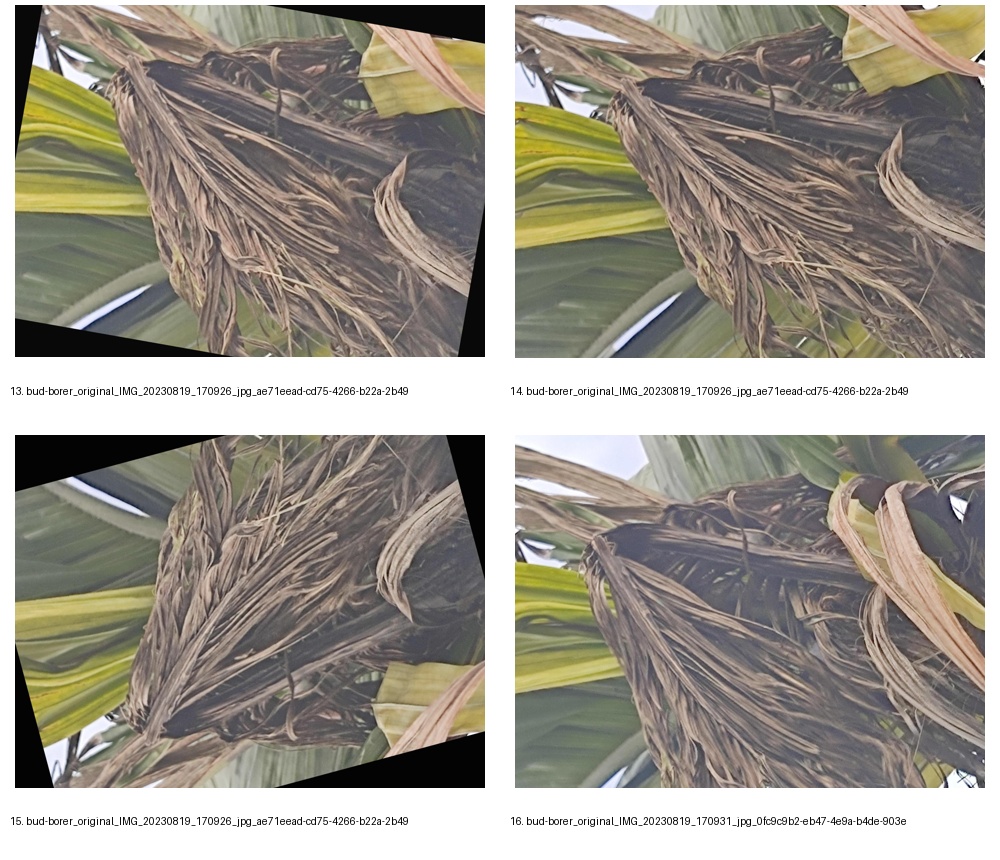 13. bud-borer_original_IMG_20230819_170926_jpg_ae71eead-cd75-4266-b22a-2b49
14. bud-borer_original_IMG_20230819_170926_jpg_ae71eead-cd75-4266-b22a-2b49
15. bud-borer_original_IMG_20230819_170926_jpg_ae71eead-cd75-4266-b22a-2b49
16. bud-borer_original_IMG_20230819_170931_jpg_0fc9c9b2-eb47-4e9a-b4de-903e